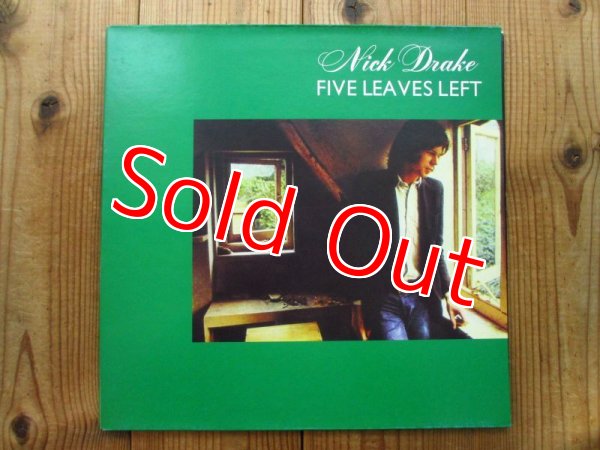 Nick Drake
FIVE LEAVES LEFT
Sold Out